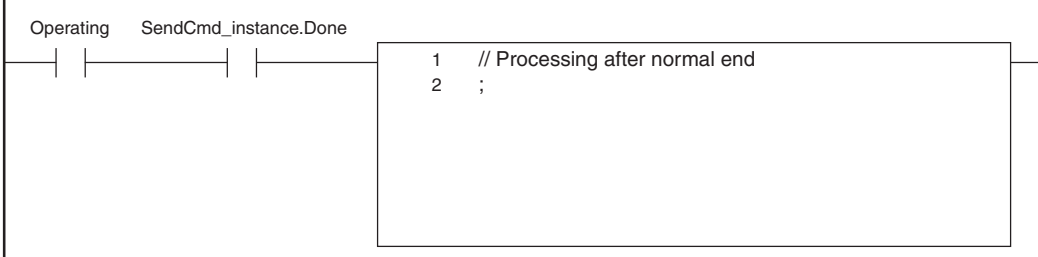 Operating SendCmd_instance.Done
1 // Processing after normal end
2 ;